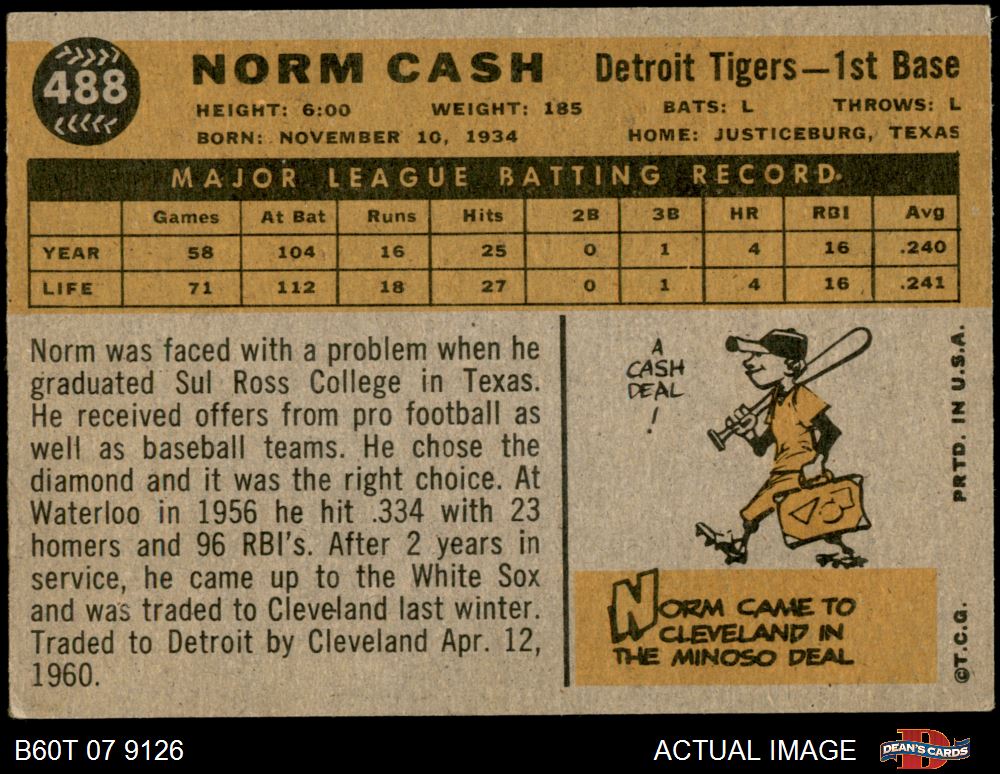 488
NORM CASH Detroit Tigers—1st Base
HEIGHT: 6:00 WEIGHT: 185 BATS: L THROWS: L
BORN: NOVEMBER 10, 1934 HOME: JUSTICEBURG, TEXAS
MAJOR LEAGUE BATTING RECORD
Games At Bat Runs Hits 2B 3B HR RBI Avg
YEAR 58 104 16 25 0 1 4 16 .240
LIFE 71 112 18 27 0 1 4 16 .241
Norm was faced with a problem when he
graduated Sul Ross College in Texas.
He received offers from pro football as
well as baseball teams. He chose the
diamond and it was the right choice. At
Waterloo in 1956 he hit .334 with 23
homers and 96 RBI's. After 2 years in
service, he came up to the White Sox
and was traded to Cleveland last winter.
Traded to Detroit by Cleveland Apr. 12,
1960.
A
CASH
DEAL
!
NORM CAME TO
CLEVELAND IN
THE MINOSO DEAL
PRTD. IN U.S.A.
©T.C.G.
B60T 07 9126 ACTUAL IMAGE DEAN'S CARDS